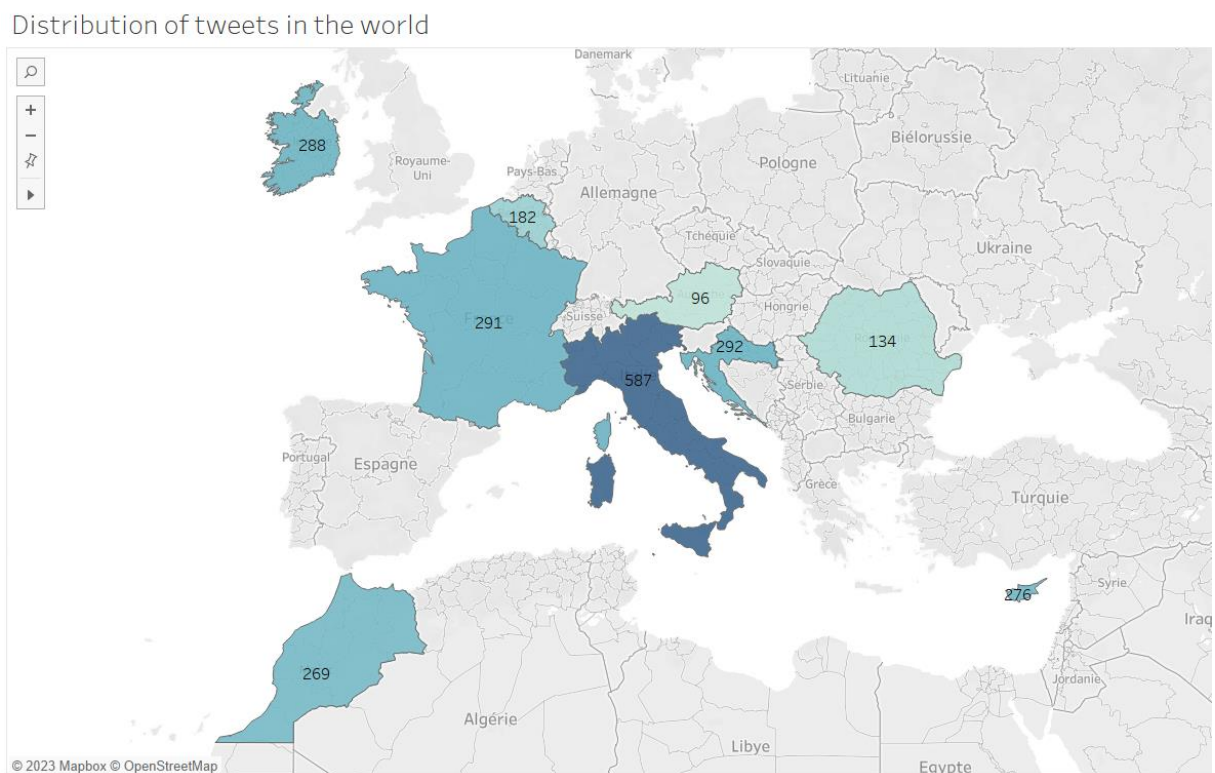 Distribution of tweets in the world
Danemark
Lituanie
Biélorussie
288
Royaume-
Uni
Pays-Bas
Pologne
Allemagne
182
Tchéquie
Ukraine
Slovaquie
96
Hongrie
Suisse
291
292
134
587
Serbie
Bulgarie
Portugal
Espagne
Grèce
Turquie
Syrie
276
Iraq
269
Jordanie
Algérie
Libye
Egypte
© 2023 Mapbox © OpenStreetMap